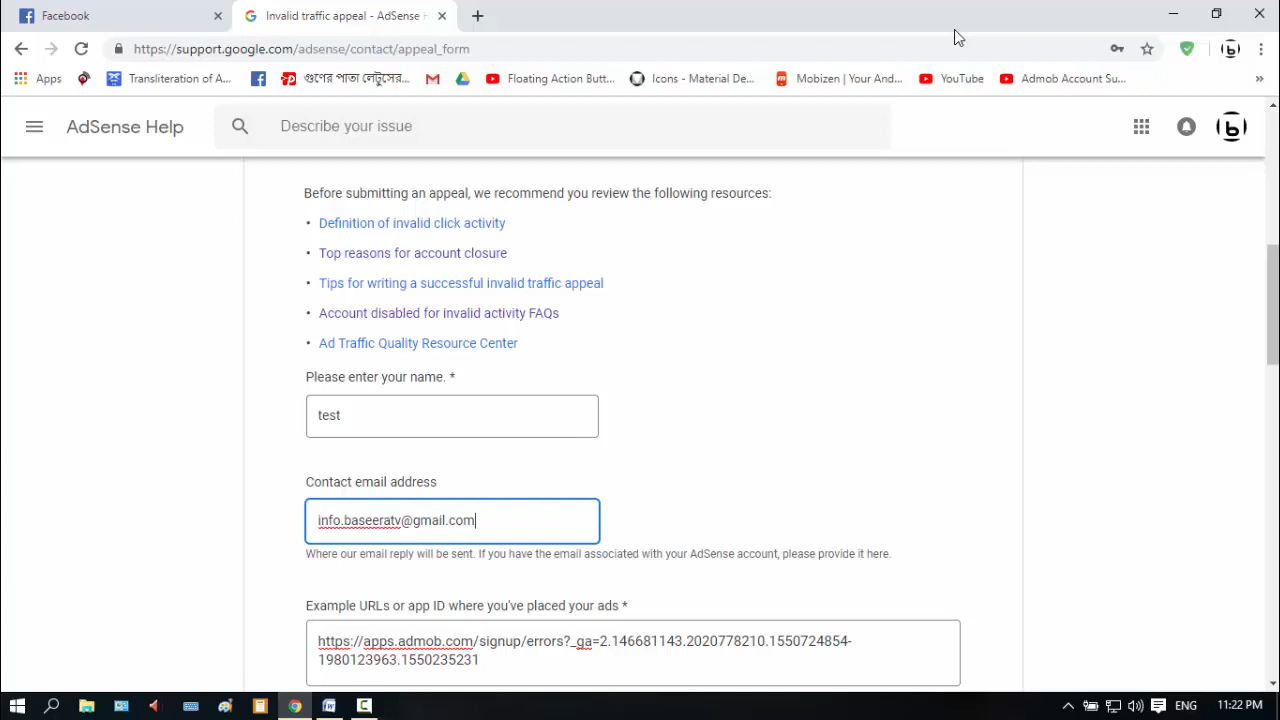 Facebook
Invalid traffic appeal - AdSense Help
https://support.google.com/adsense/contact/appeal_form
Apps
Transliteration of A...
গুণের পাতা লেটুসের...
Floating Action Butt...
Icons - Material De...
Mobizen | Your And...
YouTube
Admob Account Su...
»
AdSense Help
Describe your issue
Before submitting an appeal, we recommend you review the following resources:
• Definition of invalid click activity
• Top reasons for account closure
• Tips for writing a successful invalid traffic appeal
• Account disabled for invalid activity FAQs
• Ad Traffic Quality Resource Center
Please enter your name. *
test
Contact email address
info.baseeratv@gmail.com
Where our email reply will be sent. If you have the email associated with your AdSense account, please provide it here.
Example URLs or app ID where you've placed your ads *
https://apps.admob.com/signup/errors?_ga=2.146681143.2020778210.1550724854-
1980123963.1550235231
ENG
11:22 PM